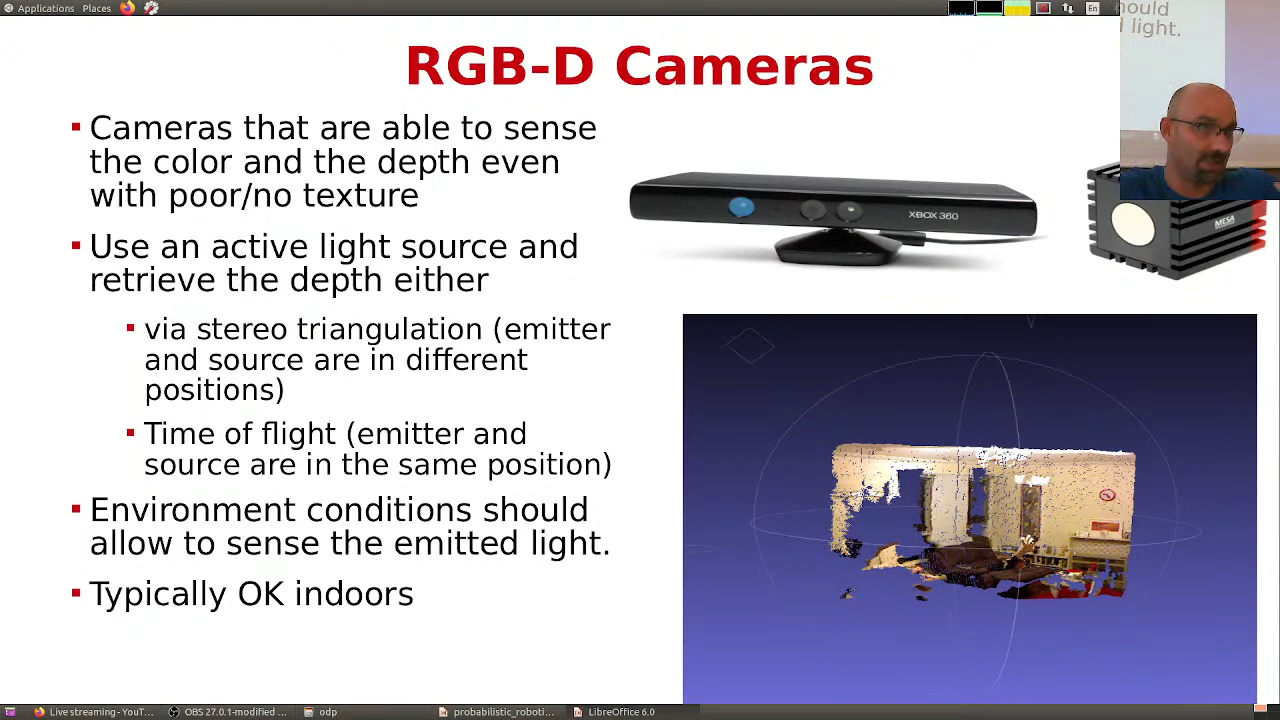 Applications Places En
hould
l light.
RGB-D Cameras
▪ Cameras that are able to sense
the color and the depth even
with poor/no texture
▪ Use an active light source and
retrieve the depth either
▪ via stereo triangulation (emitter
and source are in different
positions)
▪ Time of flight (emitter and
source are in the same position)
▪ Environment conditions should
allow to sense the emitted light.
▪ Typically OK indoors
XBOX 360
MESA
Live streaming - YouT... OBS 27.0.1-modified ... odp probabilistic_roboti... LibreOffice 6.0